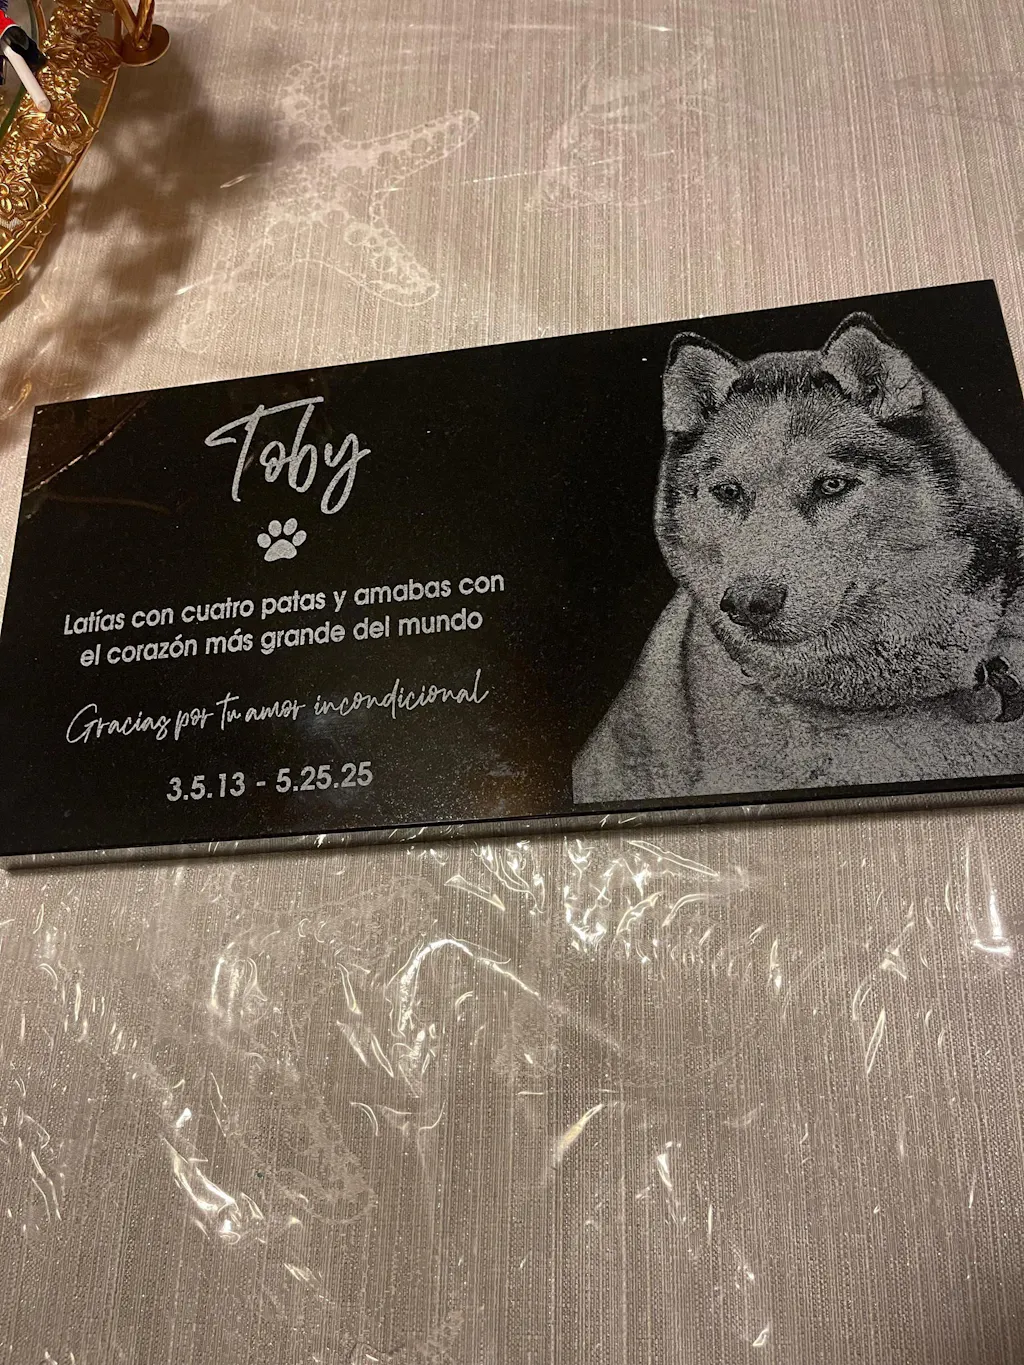 Toby
Latías con cuatro patas y amabas con
el corazón más grande del mundo
Gracias por tu amor incondicional
3.5.13 - 5.25.25